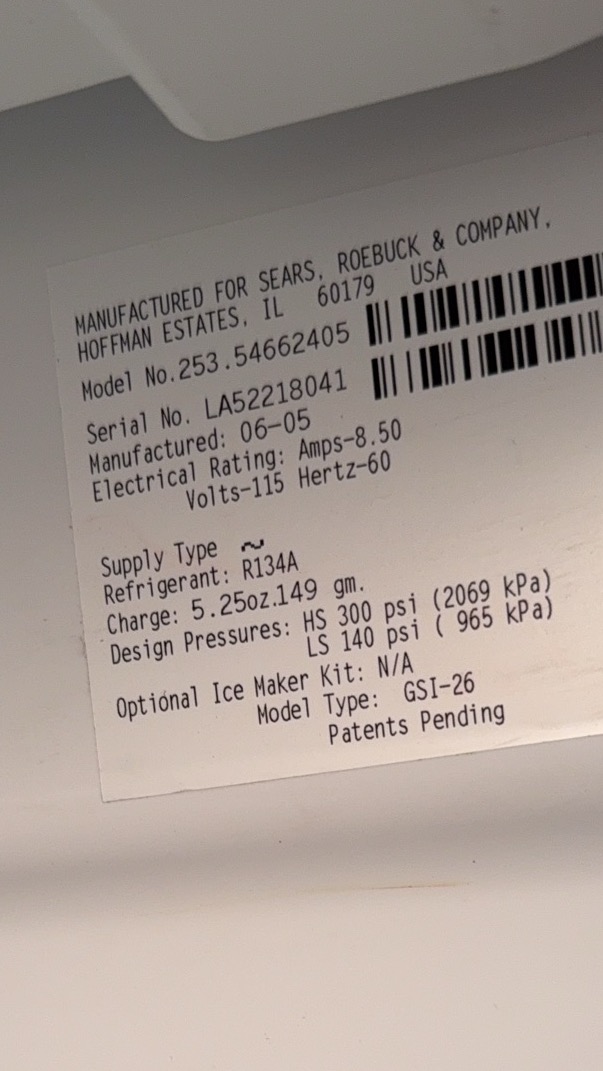 MANUFACTURED FOR SEARS, ROEBUCK & COMPANY,
HOFFMAN ESTATES, IL 60179 USA
Model No.253.54662405
Serial No. LA52218041
Manufactured: 06-05
Electrical Rating: Amps-8.50
Volts-115 Hertz-60
Supply Type ~
Refrigerant: R134A
Charge: 5.25oz.149 gm.
Design Pressures: HS 300 psi (2069 kPa)
LS 140 psi ( 965 kPa)
Optional Ice Maker Kit: N/A
Model Type: GSI-26
Patents Pending